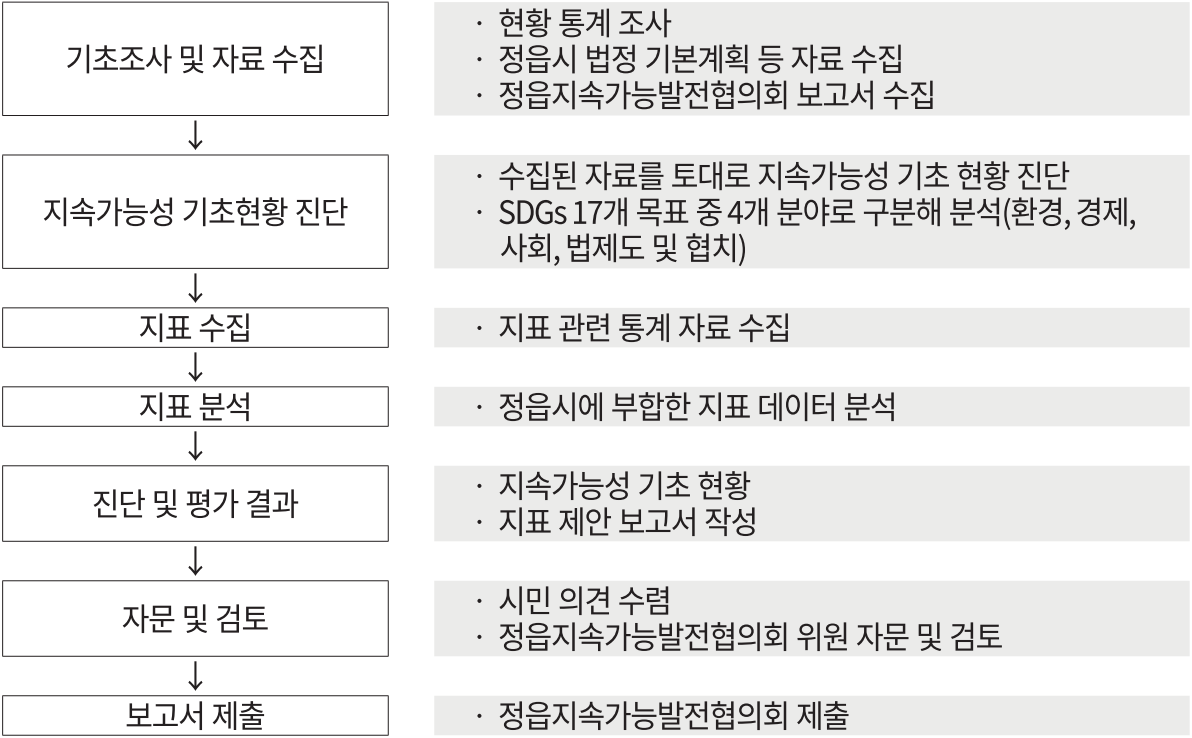 기초조사 및 자료 수집
· 현황 통계 조사
· 정읍시 법정 기본계획 등 자료 수집
· 정읍지속가능발전협의회 보고서 수집
↓
지속가능성 기초현황 진단
· 수집된 자료를 토대로 지속가능성 기초 현황 진단
· SDGs 17개 목표 중 4개 분야로 구분해 분석(환경, 경제,
사회, 법제도 및 협치)
↓
지표 수집
· 지표 관련 통계 자료 수집
↓
지표 분석
· 정읍시에 부합한 지표 데이터 분석
↓
진단 및 평가 결과
· 지속가능성 기초 현황
· 지표 제안 보고서 작성
↓
자문 및 검토
· 시민 의견 수렴
· 정읍지속가능발전협의회 위원 자문 및 검토
↓
보고서 제출
· 정읍지속가능발전협의회 제출